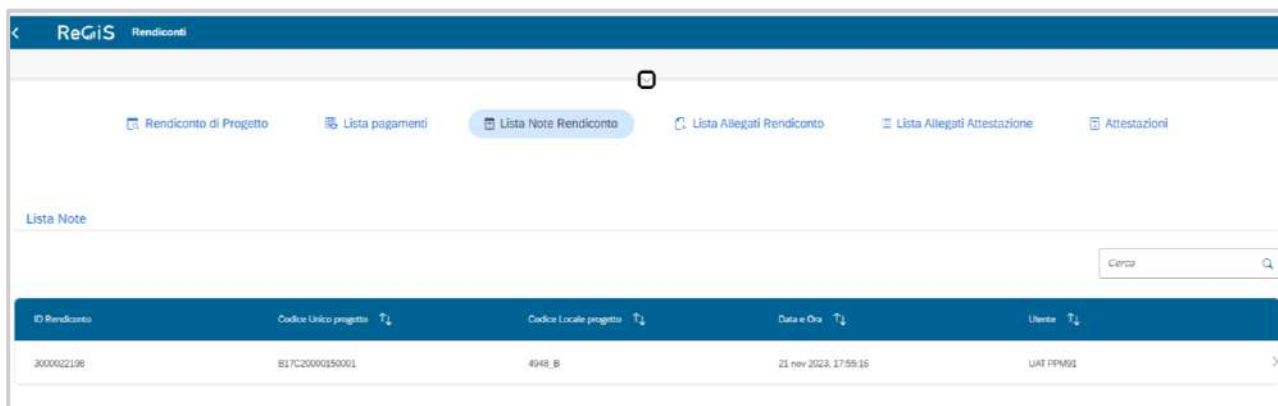 ReGiS Rendiconti
Rendiconto di Progetto Lista pagamenti Lista Note Rendiconto Lista Allegati Rendiconto Lista Allegati Attestazione Attestazioni
Lista Note
Cerca
ID Rendiconto Codice Unico progetto Codice Locale progetto Data e Ora Utente
3000022198 B17C20000150001 4948_B 21 nov 2023, 17:55:16 UAT PPM91